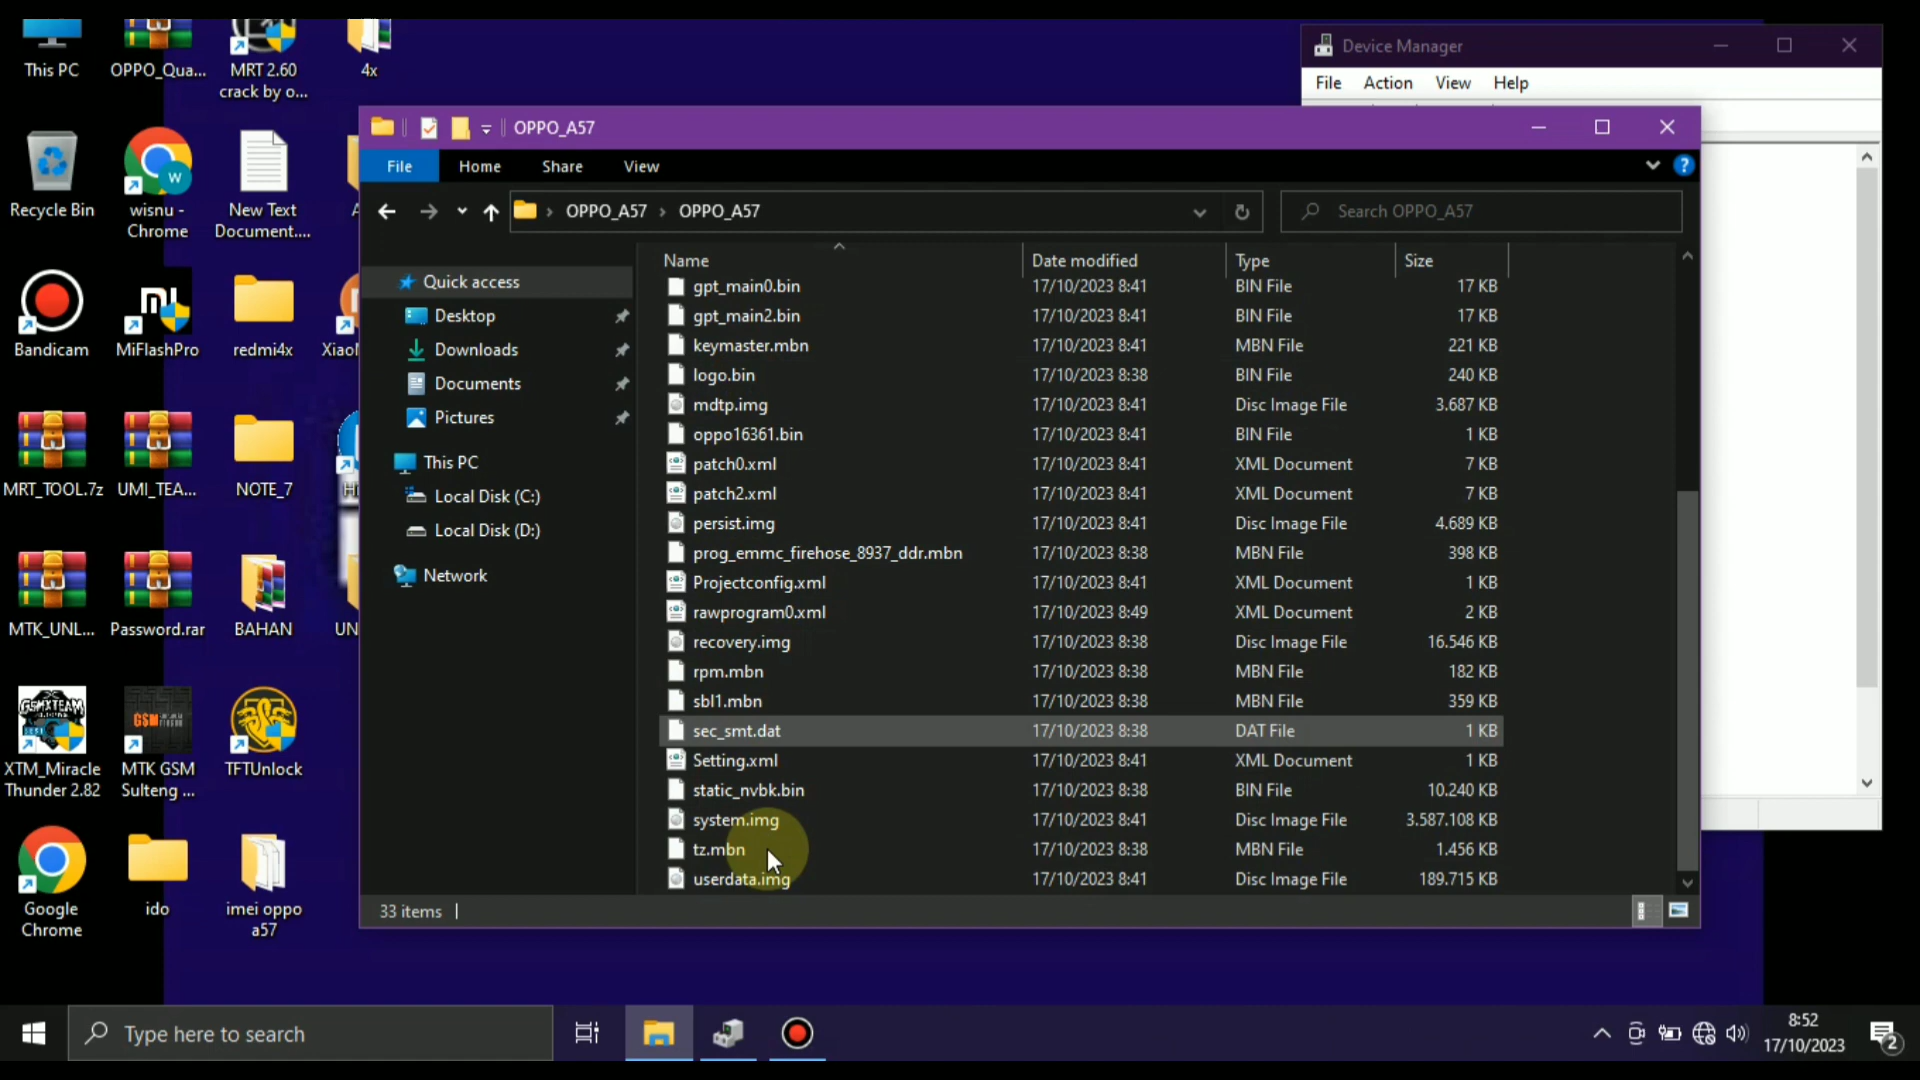 This PC
OPPO_Qua...
MRT 2.60
crack by o...
4x
Recycle Bin
wisnu -
Chrome
New Text
Document....
Bandicam
MiFlashPro
redmi4x
MRT_TOOL.7z
UMI_TEA...
NOTE_7
MTK_UNL...
Password.rar
BAHAN
XTM_Miracle
Thunder 2.82
MTK GSM
Sulteng ...
TFTUnlock
Google
Chrome
ido
imei oppo
a57
Device Manager
File Action View Help
OPPO_A57
File Home Share View
OPPO_A57 > OPPO_A57
Search OPPO_A57
Quick access
Desktop
Downloads
Documents
Pictures
This PC
Local Disk (C:)
Local Disk (D:)
Network
Name Date modified Type Size
gpt_main0.bin 17/10/2023 8:41 BIN File 17 KB
gpt_main2.bin 17/10/2023 8:41 BIN File 17 KB
keymaster.mbn 17/10/2023 8:41 MBN File 221 KB
logo.bin 17/10/2023 8:38 BIN File 240 KB
mdtp.img 17/10/2023 8:41 Disc Image File 3.687 KB
oppo16361.bin 17/10/2023 8:41 BIN File 1 KB
patch0.xml 17/10/2023 8:41 XML Document 7 KB
patch2.xml 17/10/2023 8:41 XML Document 7 KB
persist.img 17/10/2023 8:41 Disc Image File 4.689 KB
prog_emmc_firehose_8937_ddr.mbn 17/10/2023 8:38 MBN File 398 KB
Projectconfig.xml 17/10/2023 8:41 XML Document 1 KB
rawprogram0.xml 17/10/2023 8:49 XML Document 2 KB
recovery.img 17/10/2023 8:38 Disc Image File 16.546 KB
rpm.mbn 17/10/2023 8:38 MBN File 182 KB
sbl1.mbn 17/10/2023 8:38 MBN File 359 KB
sec_smt.dat 17/10/2023 8:38 DAT File 1 KB
Setting.xml 17/10/2023 8:41 XML Document 1 KB
static_nvbk.bin 17/10/2023 8:38 BIN File 10.240 KB
system.img 17/10/2023 8:41 Disc Image File 3.587.108 KB
tz.mbn 17/10/2023 8:38 MBN File 1.456 KB
userdata.img 17/10/2023 8:41 Disc Image File 189.715 KB
33 items
Type here to search
8:52
17/10/2023
2